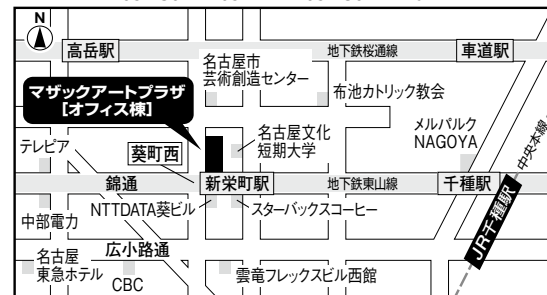 N
高岳駅
地下鉄桜通線
車道駅
名古屋市
芸術創造センター
マザックアートプラザ
[オフィス棟]
布池カトリック教会
メルパルク
NAGOYA
中央本線
テレピア
葵町西
名古屋文化
短期大学
錦通
新栄町駅
地下鉄東山線
千種駅
NTTDATA葵ビル
スターバックスコーヒー
中部電力
JR千種駅
広小路通
名古屋
東急ホテル
CBC
雲竜フレックスビル西館